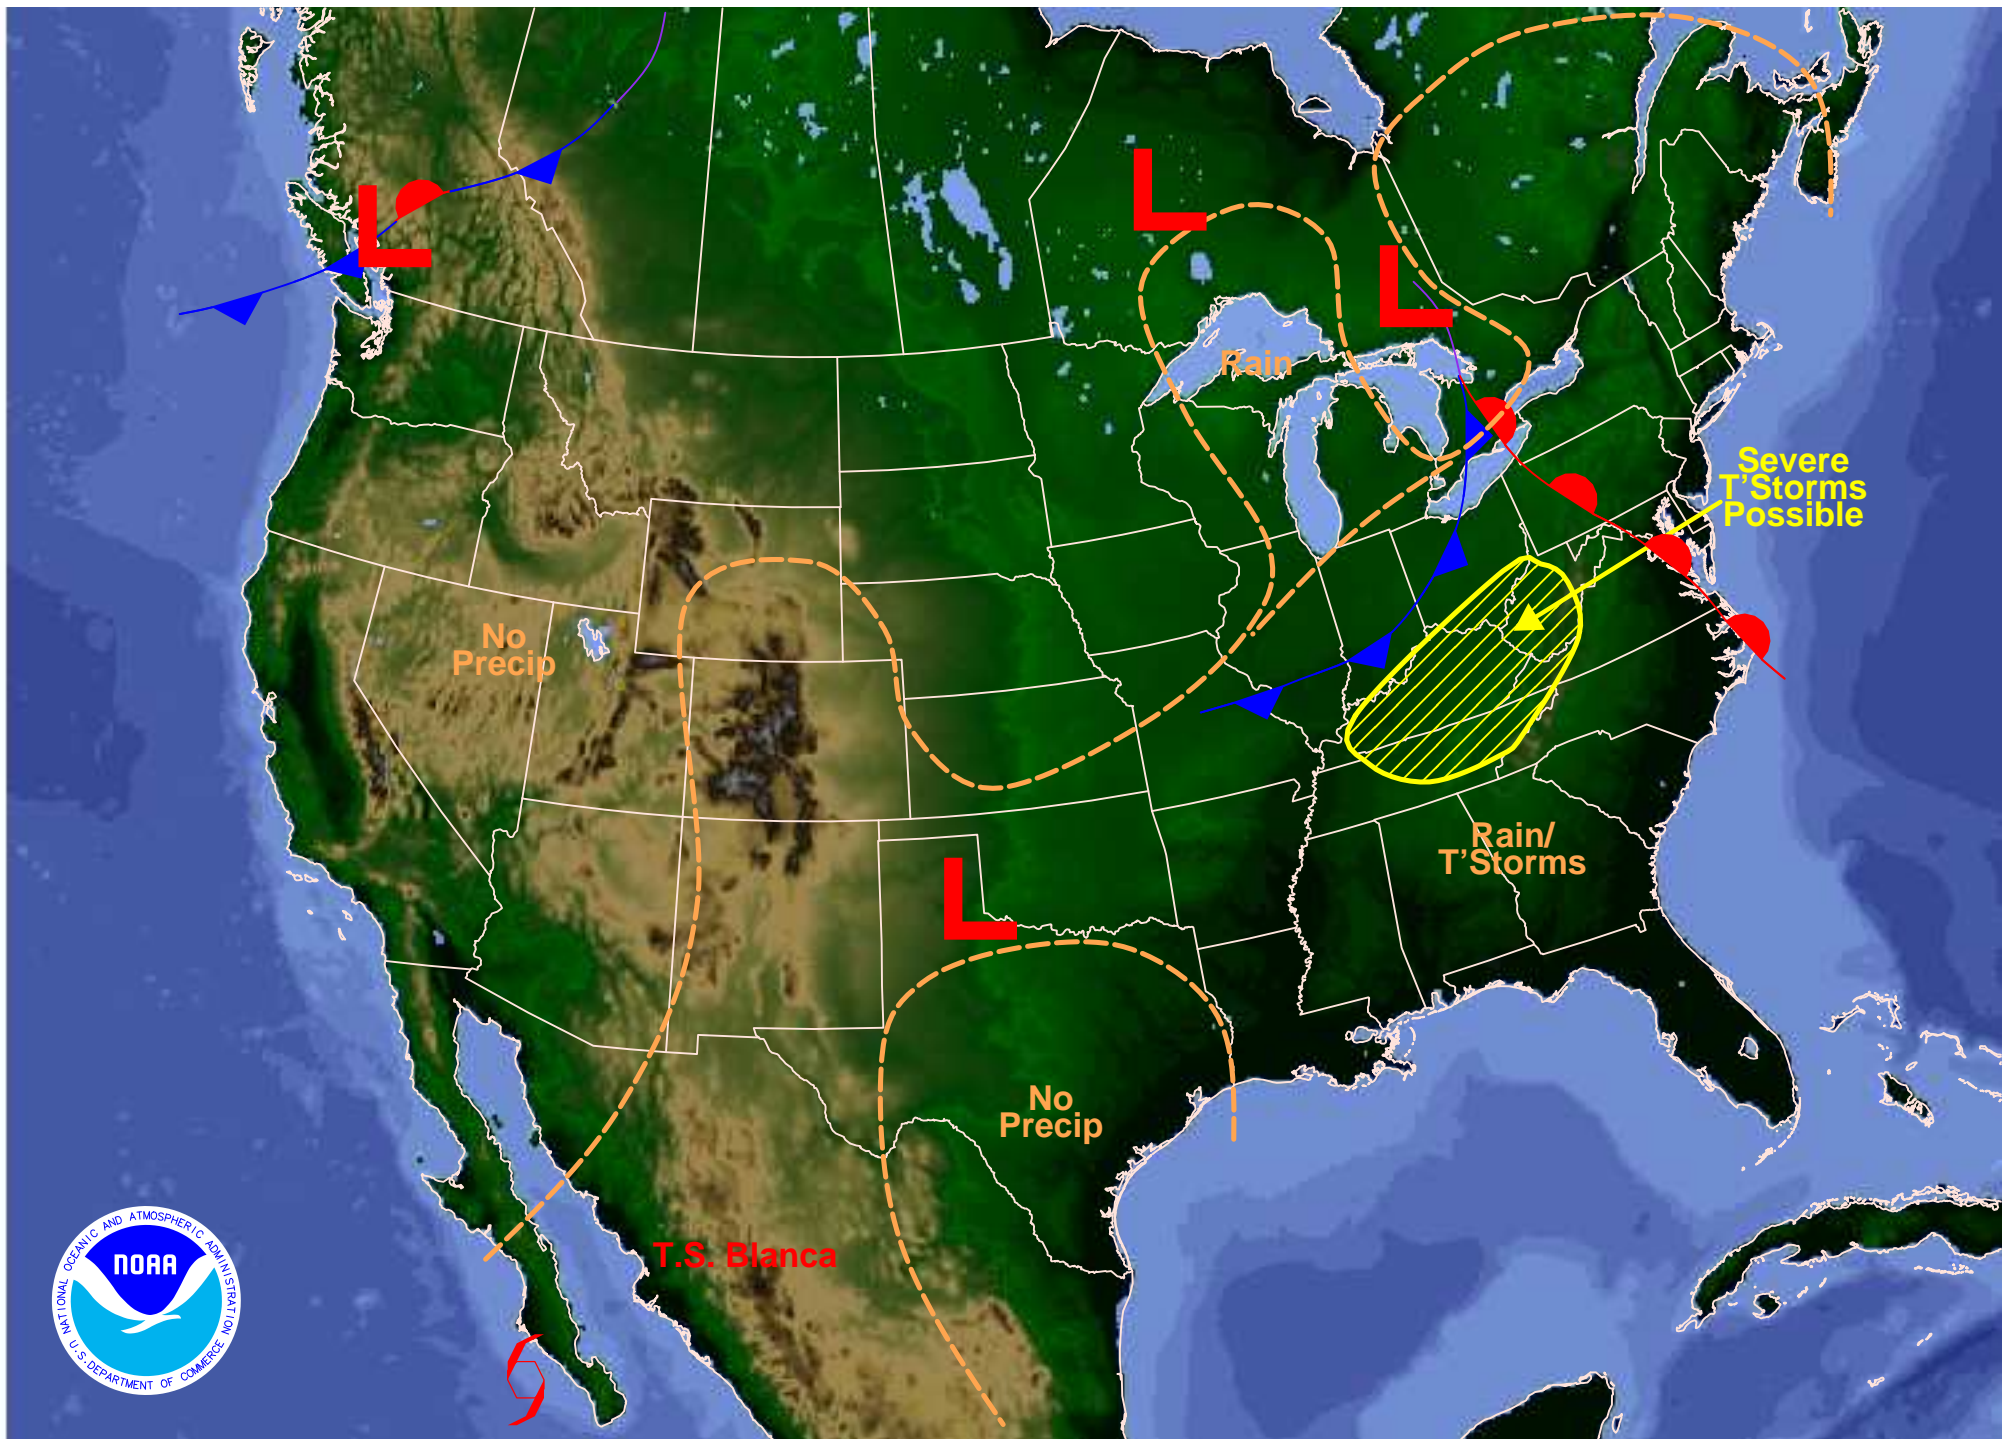 L
L
L
Rain
Severe
T'Storms
Possible
No
Precip
Rain/
T'Storms
L
No
Precip
T.S. Blanca
NATIONAL OCEANIC AND ATMOSPHERIC ADMINISTRATION
NOAA
U.S. DEPARTMENT OF COMMERCE